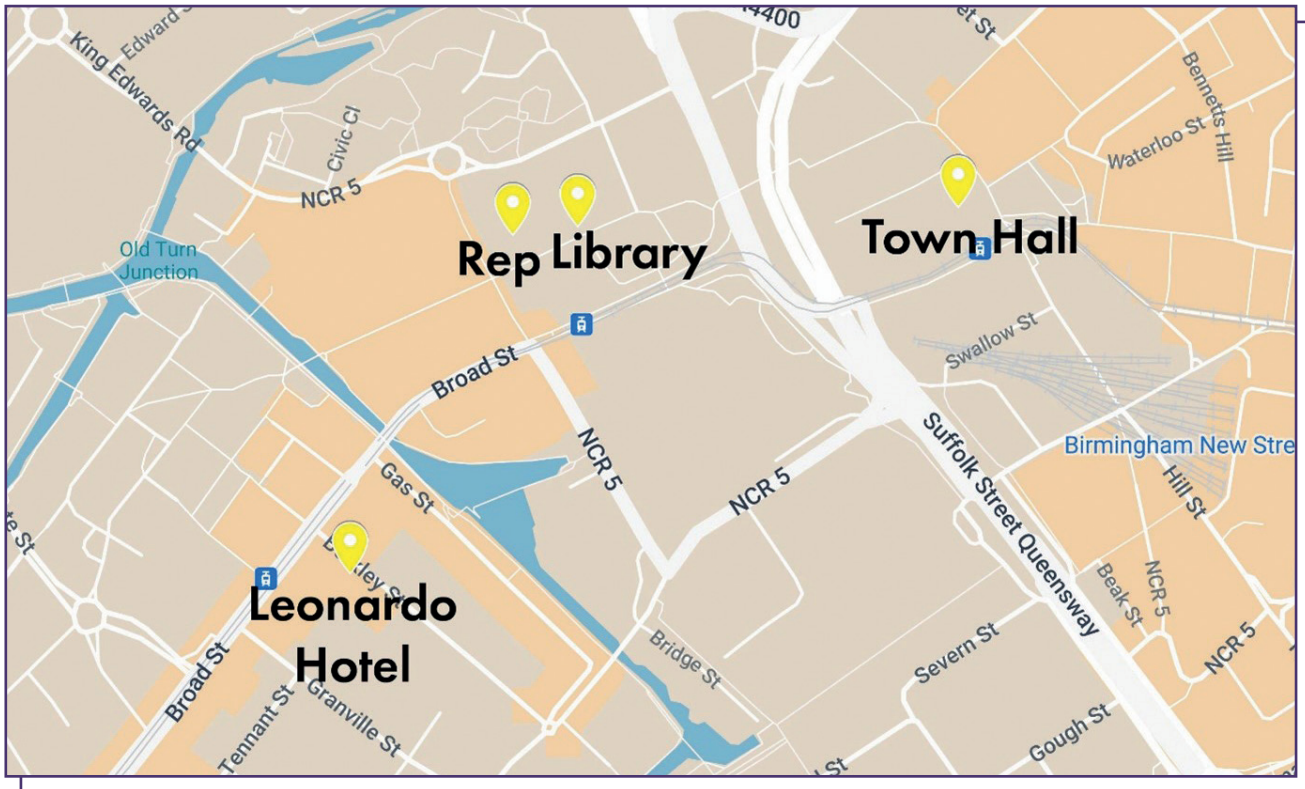 A4400
Edward St
King Edwards Rd
Civic Cl
NCR 5
Bennetts Hill
Waterloo St
Old Turn
Junction
Rep
Library
Town Hall
Swallow St
Broad St
NCR 5
NCR 5
Suffolk Street Queensway
Birmingham New Stre
Hill St
Gas St
Leonardo
Hotel
Beak St
NCR 5
NCR 5
Bridge St
Severn St
Gough St
Broad St
Tennant St
Granville St